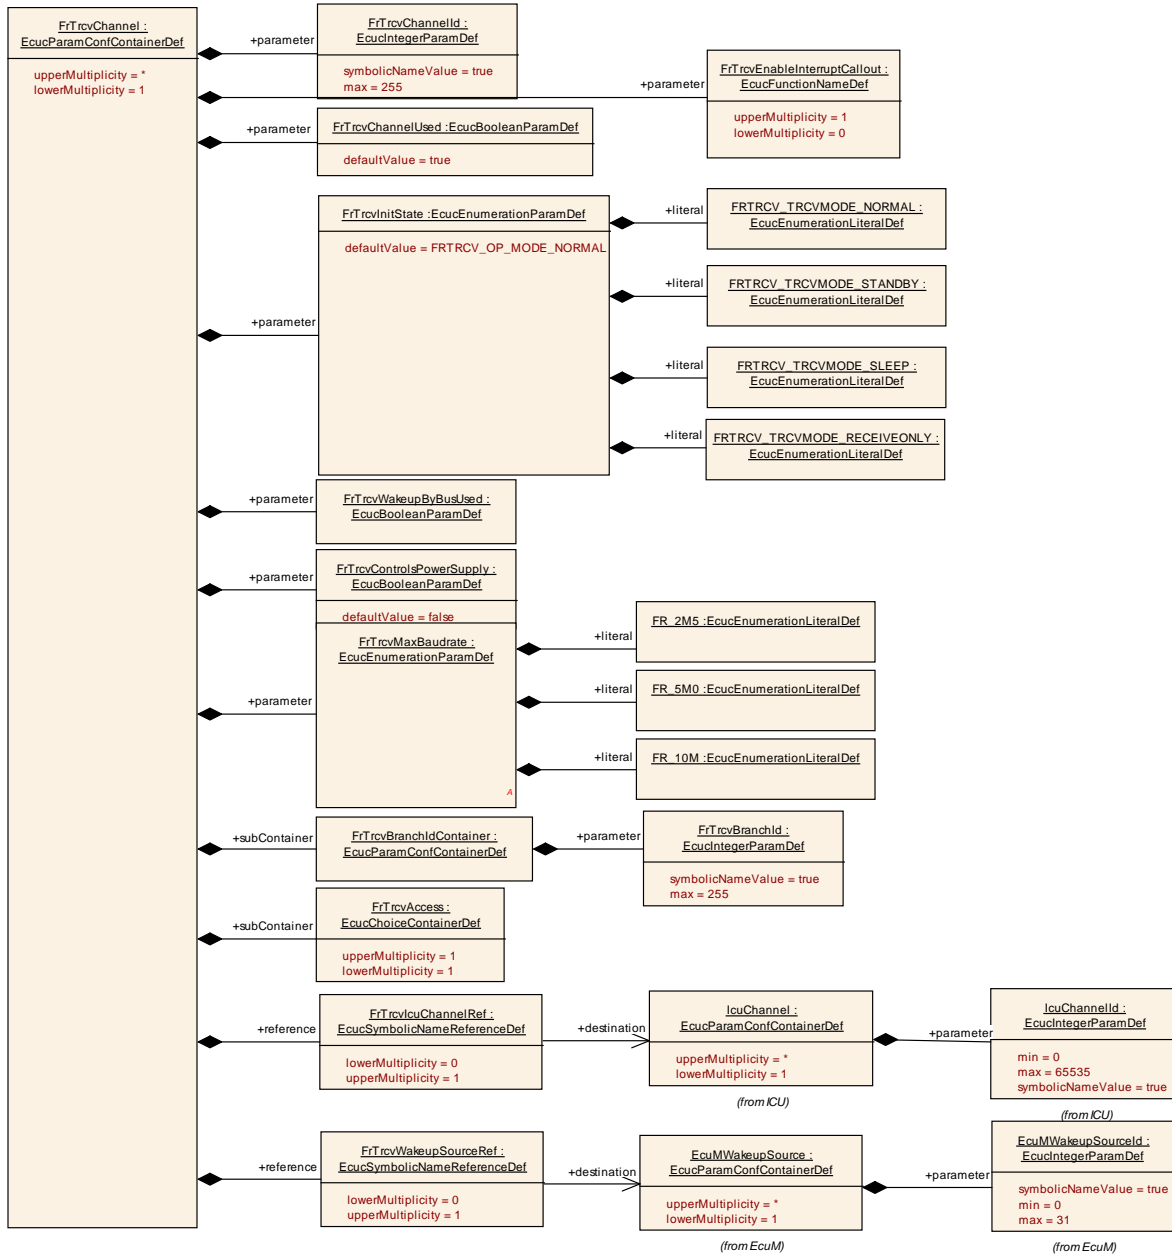 FrTrcvChannel :
EcucParamConfContainerDef
upperMultiplicity = *
lowerMultiplicity = 1
+parameter
FrTrcvChannelId :
EcucIntegerParamDef
symbolicNameValue = true
max = 255
+parameter
FrTrcvEnableInterruptCallout :
EcucFunctionNameDef
upperMultiplicity = 1
lowerMultiplicity = 0
+parameter
FrTrcvChannelUsed :EcucBooleanParamDef
defaultValue = true
+parameter
FrTrcvInitState :EcucEnumerationParamDef
defaultValue = FRTRCV_OP_MODE_NORMAL
+literal
FRTRCV_TRCVMODE_NORMAL :
EcucEnumerationLiteralDef
+literal
FRTRCV_TRCVMODE_STANDBY :
EcucEnumerationLiteralDef
+literal
FRTRCV_TRCVMODE_SLEEP :
EcucEnumerationLiteralDef
+literal
FRTRCV_TRCVMODE_RECEIVEONLY :
EcucEnumerationLiteralDef
+parameter
FrTrcvWakeupByBusUsed :
EcucBooleanParamDef
+parameter
FrTrcvControlsPowerSupply :
EcucBooleanParamDef
defaultValue = false
+parameter
FrTrcvMaxBaudrate :
EcucEnumerationParamDef
A
+literal
FR_2M5 :EcucEnumerationLiteralDef
+literal
FR_5M0 :EcucEnumerationLiteralDef
+literal
FR_10M :EcucEnumerationLiteralDef
+subContainer
FrTrcvBranchIdContainer :
EcucParamConfContainerDef
+parameter
FrTrcvBranchId :
EcucIntegerParamDef
symbolicNameValue = true
max = 255
+subContainer
FrTrcvAccess :
EcucChoiceContainerDef
upperMultiplicity = 1
lowerMultiplicity = 1
+reference
FrTrcvIcuChannelRef :
EcucSymbolicNameReferenceDef
lowerMultiplicity = 0
upperMultiplicity = 1
+destination
IcuChannel :
EcucParamConfContainerDef
upperMultiplicity = *
lowerMultiplicity = 1
(from ICU)
+parameter
IcuChannelId :
EcucIntegerParamDef
min = 0
max = 65535
symbolicNameValue = true
(from ICU)
+reference
FrTrcvWakeupSourceRef :
EcucSymbolicNameReferenceDef
lowerMultiplicity = 0
upperMultiplicity = 1
+destination
EcuMWakeupSource :
EcucParamConfContainerDef
upperMultiplicity = *
lowerMultiplicity = 1
(from EcuM)
+parameter
EcuMWakeupSourceId :
EcucIntegerParamDef
symbolicNameValue = true
min = 0
max = 31
(from EcuM)